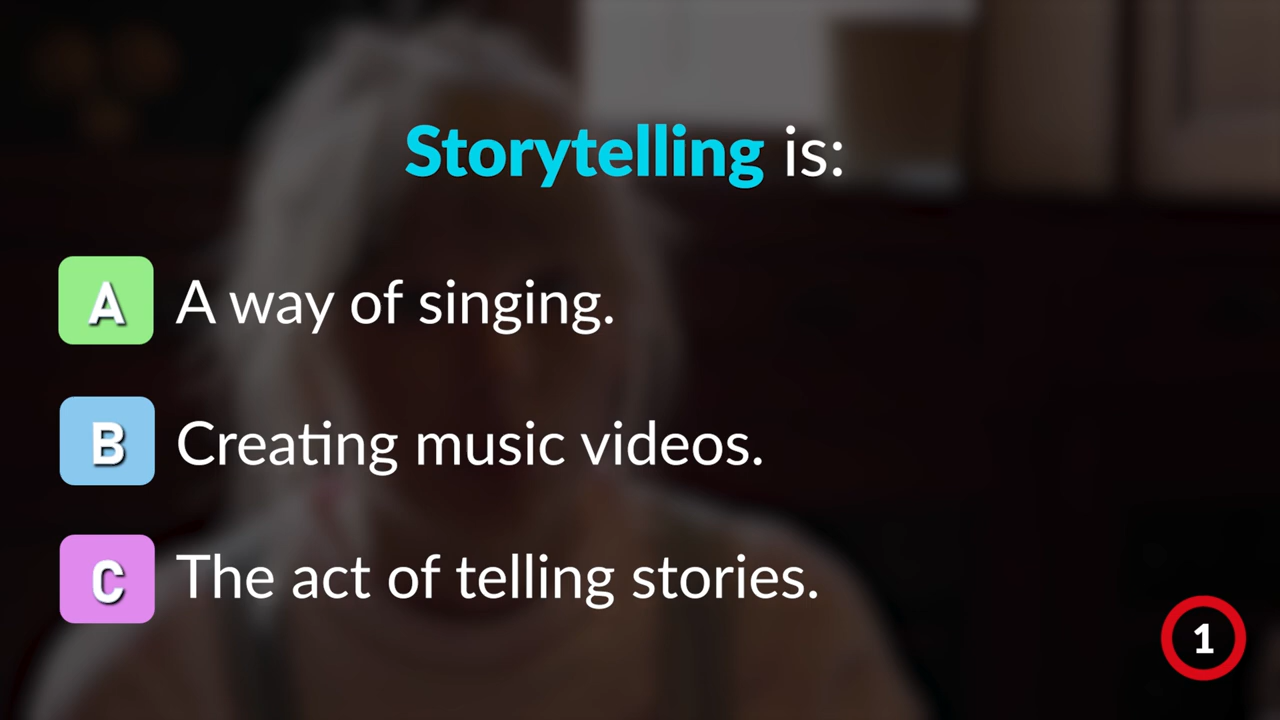 Storytelling is:
A A way of singing.
B Creating music videos.
C The act of telling stories.
1